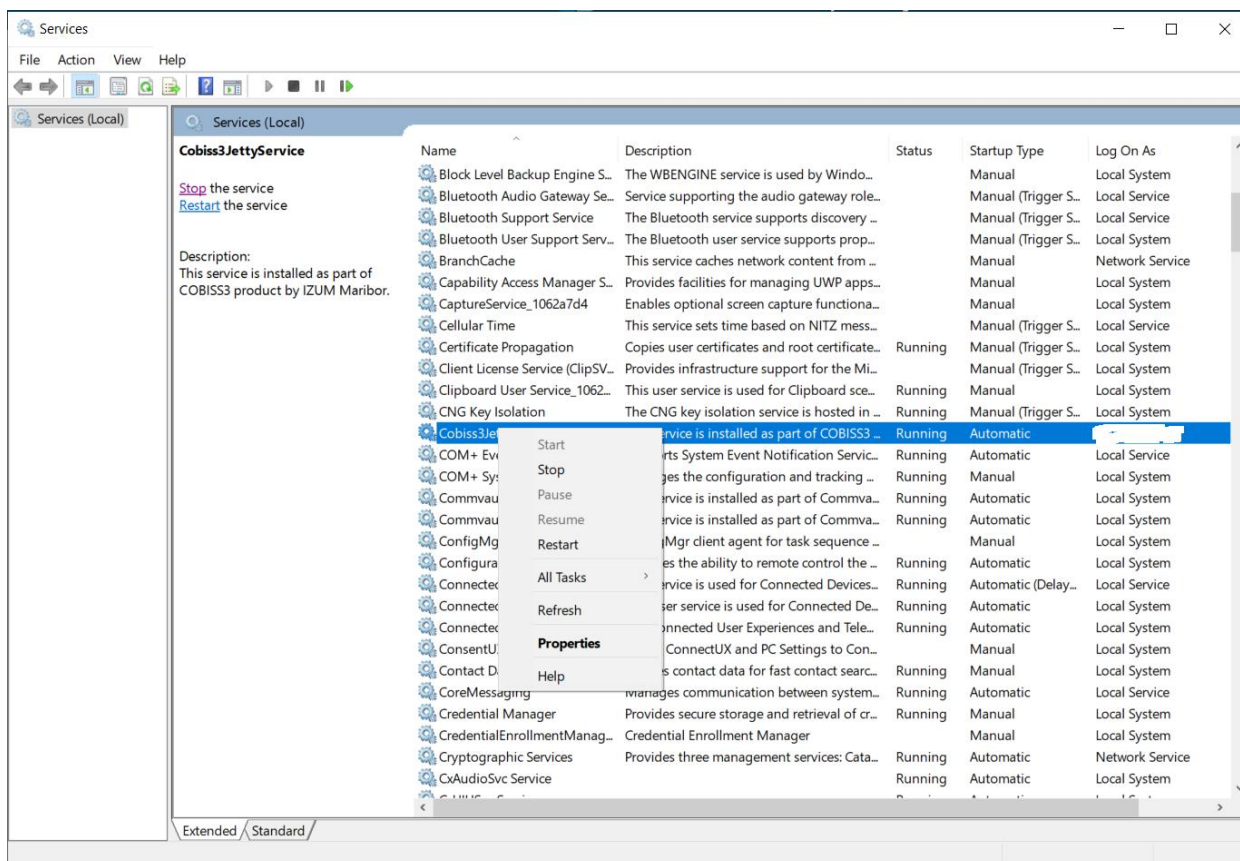 Services
File Action View Help
Services (Local)
Services (Local)
Cobiss3JettyService
Stop the service
Restart the service
Description:
This service is installed as part of
COBISS3 product by IZUM Maribor.
Name Description Status Startup Type Log On As
Block Level Backup Engine S... The WBENGINE service is used by Windo... Manual Local System
Bluetooth Audio Gateway Se... Service supporting the audio gateway role... Manual (Trigger S... Local Service
Bluetooth Support Service The Bluetooth service supports discovery ... Manual (Trigger S... Local Service
Bluetooth User Support Serv... The Bluetooth user service supports prop... Manual (Trigger S... Local System
BranchCache This service caches network content from ... Manual Network Service
Capability Access Manager S... Provides facilities for managing UWP apps... Manual Local System
CaptureService_1062a7d4 Enables optional screen capture functiona... Manual Local System
Cellular Time This service sets time based on NITZ mess... Manual (Trigger S... Local Service
Certificate Propagation Copies user certificates and root certificate... Running Manual (Trigger S... Local System
Client License Service (ClipSV... Provides infrastructure support for the Mi... Manual (Trigger S... Local System
Clipboard User Service_1062... This user service is used for Clipboard sce... Running Manual Local System
CNG Key Isolation The CNG key isolation service is hosted in ... Running Manual (Trigger S... Local System
Cobiss3Je service is installed as part of COBISS3 ... Running Automatic
COM+ Eve rts System Event Notification Servic... Running Automatic Local Service
COM+ Sy ges the configuration and tracking ... Running Manual Local System
Commvau ervice is installed as part of Commva... Running Automatic Local System
Commvau ervice is installed as part of Commva... Running Automatic Local System
ConfigMg gMgr client agent for task sequence ... Manual Local System
Configura es the ability to remote control the ... Running Automatic Local System
Connected ervice is used for Connected Devices... Running Automatic (Delay... Local Service
Connected ser service is used for Connected De... Running Automatic Local System
Connected onnected User Experiences and Tele... Running Automatic Local System
ConsentU ConnectUX and PC Settings to Con... Manual Local System
Contact D s contact data for fast contact searc... Running Manual Local System
CoreMessaging Manages communication between system... Running Automatic Local Service
Credential Manager Provides secure storage and retrieval of cr... Running Manual Local System
CredentialEnrollmentManag... Credential Enrollment Manager Manual Local System
Cryptographic Services Provides three management services: Cata... Running Automatic Network Service
CxAudioSvc Service Running Automatic Local System
Start
Stop
Pause
Resume
Restart
All Tasks
Refresh
Properties
Help
Extended Standard